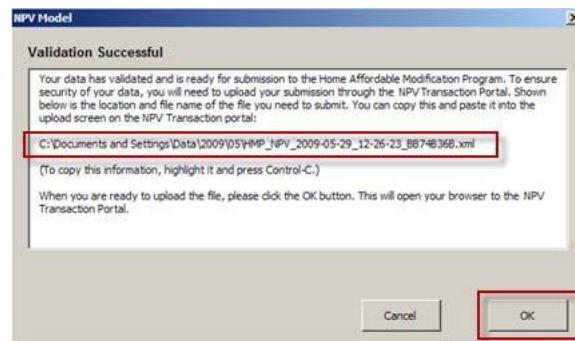 NPV Model
Validation Successful
Your data has validated and is ready for submission to the Home Affordable Modification Program. To ensure
security of your data, you will need to upload your submission through the NPV Transaction Portal. Shown
below is the location and file name of the file you need to submit. You can copy this and paste it into the
upload screen on the NPV Transaction portal:
C:\Documents and Settings\Data\2009\05\HMP_NPV_2009-05-29_12-26-23_BB74B36B.xml
(To copy this information, highlight it and press Control-C.)
When you are ready to upload the file, please click the OK button. This will open your browser to the NPV
Transaction Portal.
Cancel
OK